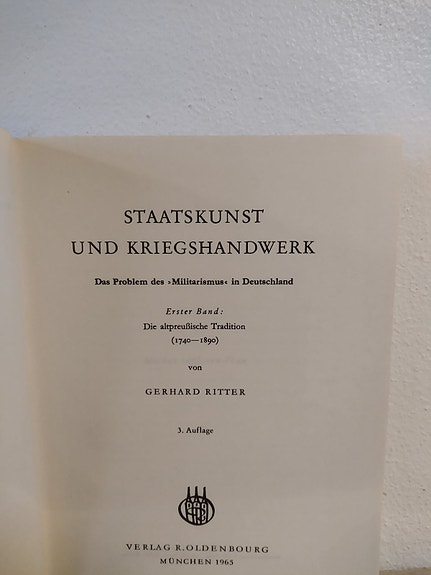 STAATSKUNST
UND KRIEGSHANDWERK
Das Problem des ›Militarismus‹ in Deutschland
Erster Band:
Die altpreußische Tradition
(1740—1890)
von
GERHARD RITTER
3. Auflage
VERLAG R. OLDENBOURG
MÜNCHEN 1965